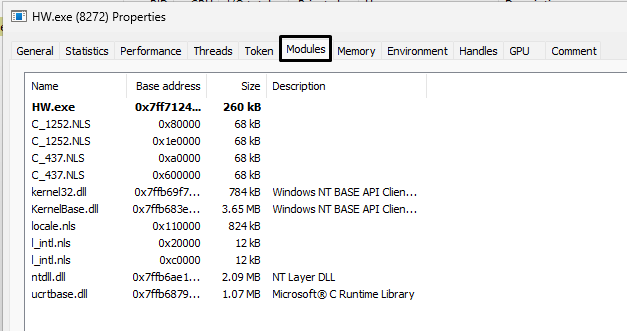 HW.exe (8272) Properties
General Statistics Performance Threads Token Modules Memory Environment Handles GPU Comment
Name Base address Size Description
HW.exe 0x7ff7124... 260 kB
C_1252.NLS 0x80000 68 kB
C_1252.NLS 0x1e0000 68 kB
C_437.NLS 0xa0000 68 kB
C_437.NLS 0x600000 68 kB
kernel32.dll 0x7ffb69f7... 784 kB Windows NT BASE API Clien...
KernelBase.dll 0x7ffb683e... 3.65 MB Windows NT BASE API Clien...
locale.nls 0x110000 824 kB
l_intl.nls 0x20000 12 kB
l_intl.nls 0xc0000 12 kB
ntdll.dll 0x7ffb6ae1... 2.09 MB NT Layer DLL
ucrtbase.dll 0x7ffb6879... 1.07 MB Microsoft® C Runtime Library